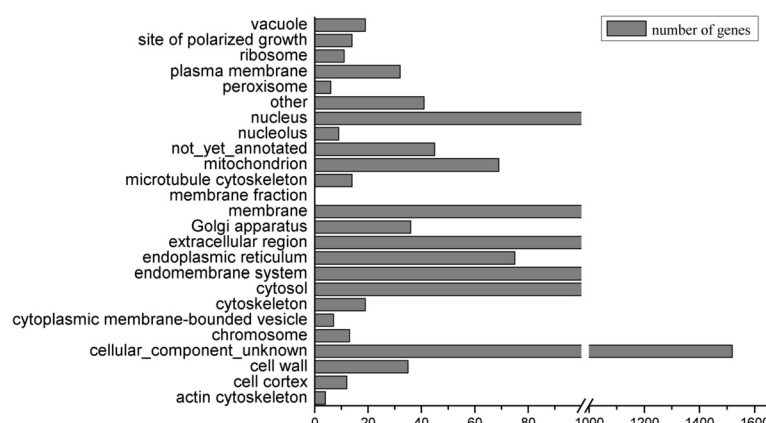 vacuole
site of polarized growth
ribosome
plasma membrane
peroxisome
other
nucleus
nucleolus
not_yet_annotated
mitochondrion
microtubule cytoskeleton
membrane fraction
membrane
Golgi apparatus
extracellular region
endoplasmic reticulum
endomembrane system
cytosol
cytoskeleton
cytoplasmic membrane-bounded vesicle
chromosome
cellular_component_unknown
cell wall
cell cortex
actin cytoskeleton
number of genes
0 20 40 60 80 1000 1200 1400 1600